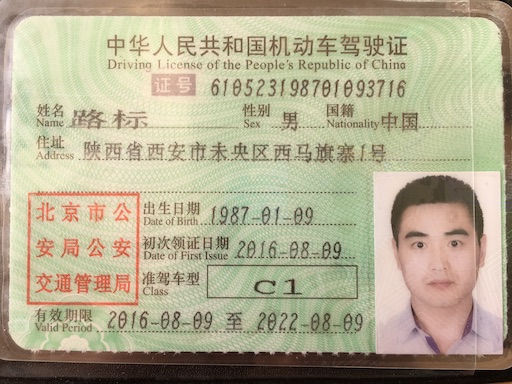 中华人民共和国机动车驾驶证
Driving License of the People's Republic of China
证号 610523198701093716
姓名 Name 路标 性别 Sex 男 国籍 Nationality 中国
住址 Address 陕西省西安市未央区西马旗寨1号
北京市公
安局公安
交通管理局
出生日期 Date of Birth 1987-01-09
初次领证日期 Date of First Issue 2016-08-09
准驾车型 Class C1
有效期限 Valid Period 2016-08-09 至 2022-08-09